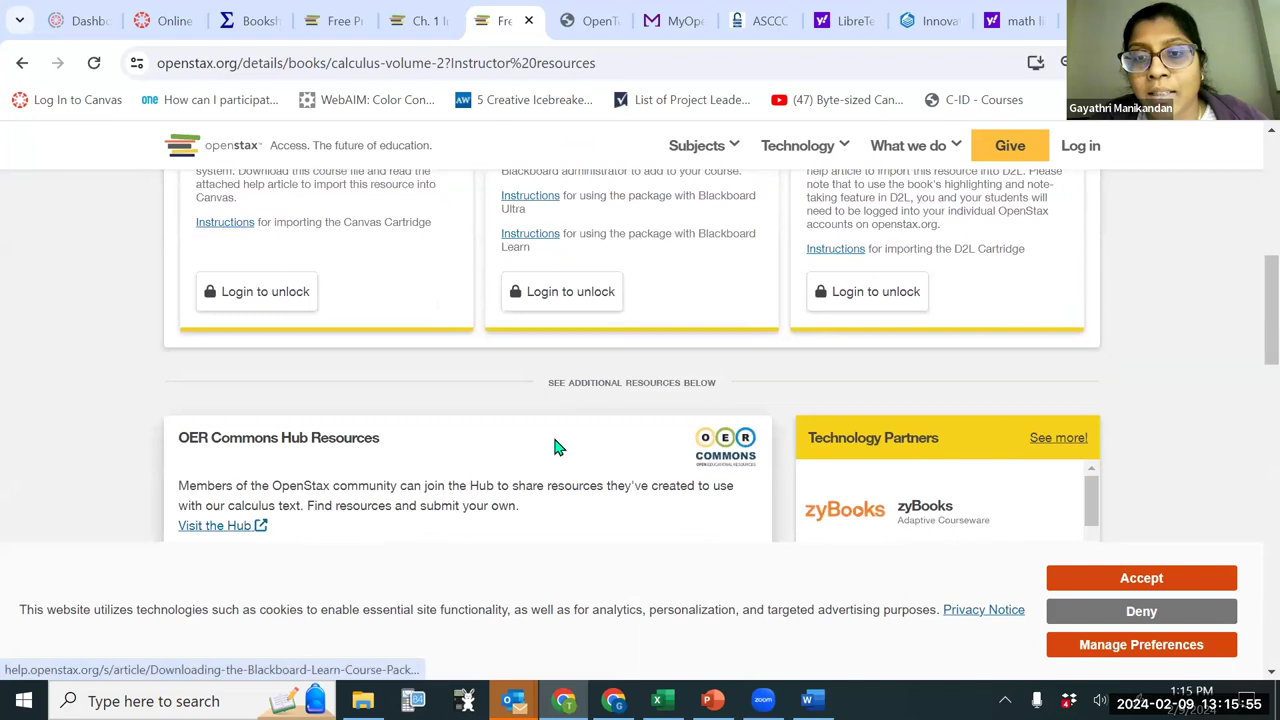 Onlin
Booksh
Free Pr
Ch. 1 I
Fre
OpenT
MyOpe
ASCCC
LibreTe
Innova
math li
openstax.org/details/books/calculus-volume-2?Instructor%20resources
Gayathri Manikandan
Log In to Canvas
one How can I participat...
WebAIM: Color Con...
AW 5 Creative Icebreake...
List of Project Leade...
(47) Byte-sized Can...
C-ID - Courses
openstax Access. The future of education.
Subjects
Technology
What we do
Give
Log in
system. Download this course file and read the
attached help article to import this resource into
Canvas.
Instructions for importing the Canvas Cartridge
Login to unlock
Blackboard administrator to add to your course.
Instructions for using the package with Blackboard
Ultra
Instructions for using the package with Blackboard
Learn
Login to unlock
help article to import this resource into D2L. Please
note that to use the book's highlighting and note-
taking feature in D2L, you and your students will
need to be logged into your individual OpenStax
accounts on openstax.org.
Instructions for importing the D2L Cartridge
Login to unlock
SEE ADDITIONAL RESOURCES BELOW
OER Commons Hub Resources
OER
COMMONS
OPEN EDUCATIONAL RESOURCES
Members of the OpenStax community can join the Hub to share resources they've created to use
with our calculus text. Find resources and submit your own.
Visit the Hub
Technology Partners
See more!
zyBooks
zyBooks
Adaptive Courseware
This website utilizes technologies such as cookies to enable essential site functionality, as well as for analytics, personalization, and targeted advertising purposes. Privacy Notice
Accept
Deny
Manage Preferences
help.openstax.org/s/article/Downloading-the-Blackboard-Learn-Course-Pack...
Type here to search
zoom
1:15 PM
2024-02-09 13:15:55